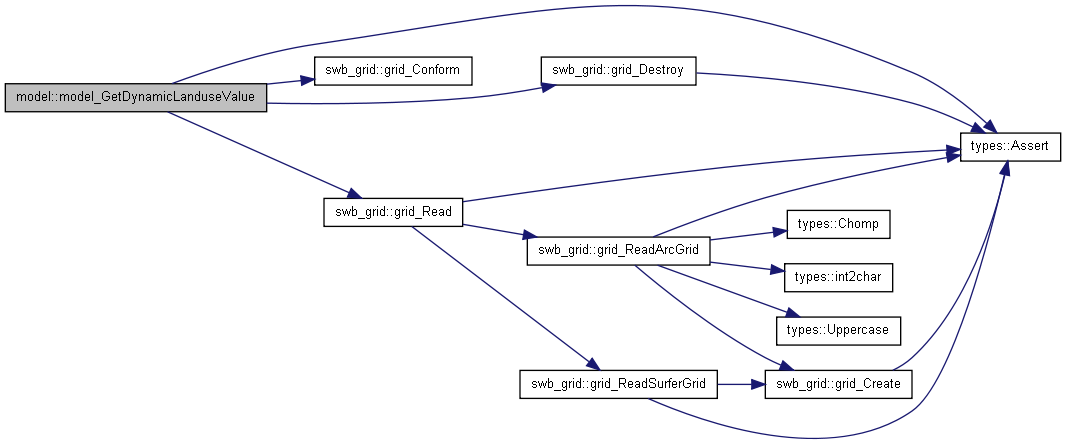 swb_grid::grid_Conform
swb_grid::grid_Destroy
model::model_GetDynamicLanduseValue
types::Assert
swb_grid::grid_Read
types::Chomp
swb_grid::grid_ReadArcGrid
types::int2char
types::Uppercase
swb_grid::grid_ReadSurferGrid
swb_grid::grid_Create